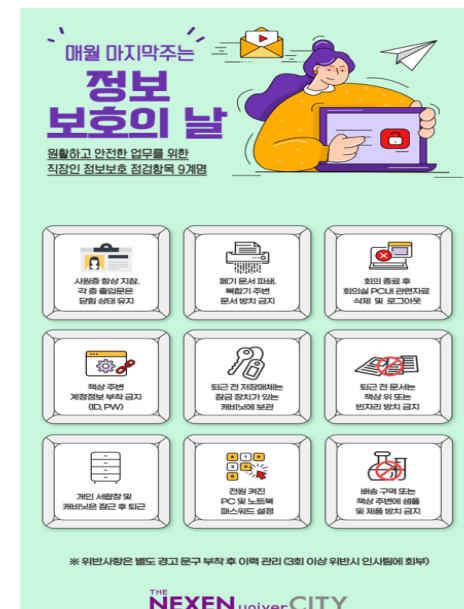 매월 마지막주는
정보
보호의 날
원활하고 안전한 업무를 위한
직장인 정보보호 점검항목 9계명
사원증 항상 지참,
각 층 출입문은
닫힘 상태 유지
폐기 문서 파쇄,
복합기 주변
문서 방치 금지
회의 종료 후
회의실 PC내 관련자료
삭제 및 로그아웃
책상 주변
계정정보 부착 금지
(ID, PW)
퇴근 전 저장매체는
잠금 장치가 있는
캐비닛에 보관
퇴근 전 문서는
책상 위 또는
빈자리 방치 금지
개인 서랍장 및
캐비닛은 잠근 후 퇴근
전원 켜진
PC 및 노트북
패스워드 설정
배송 구역 또는
책상 주변에 샘플
및 제품 방치 금지
※ 위반사항은 별도 경고 문구 부착 후 이력 관리 (3회 이상 위반시 인사팀에 회부)
THE
NEXEN univerCITY